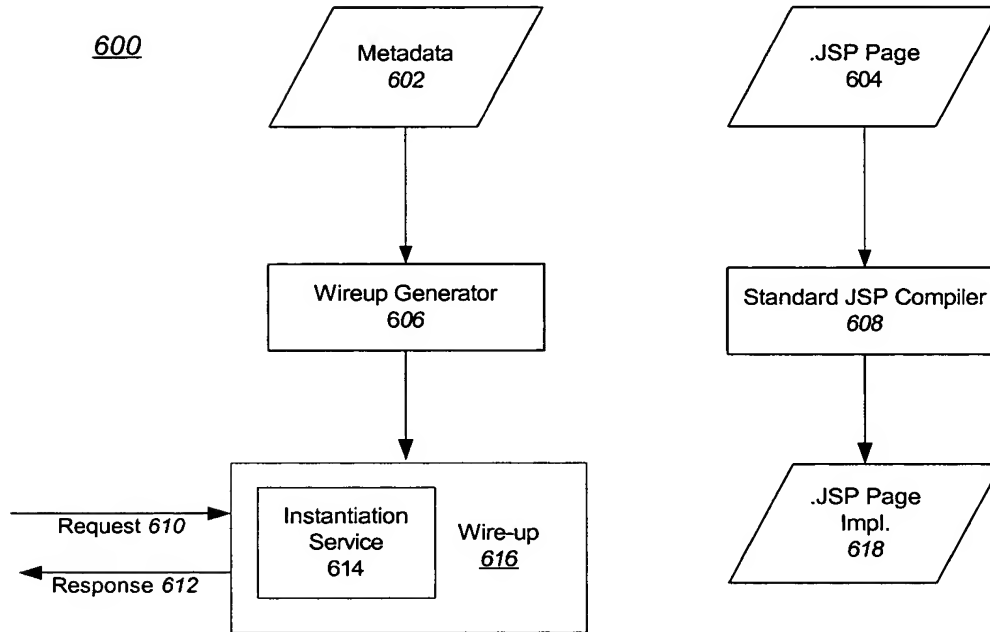 600
Metadata
602
.JSP Page
604
Wireup Generator
606
Standard JSP Compiler
608
Request 610
Response 612
Instantiation
Service
614
Wire-up
616
.JSP Page
Impl.
618